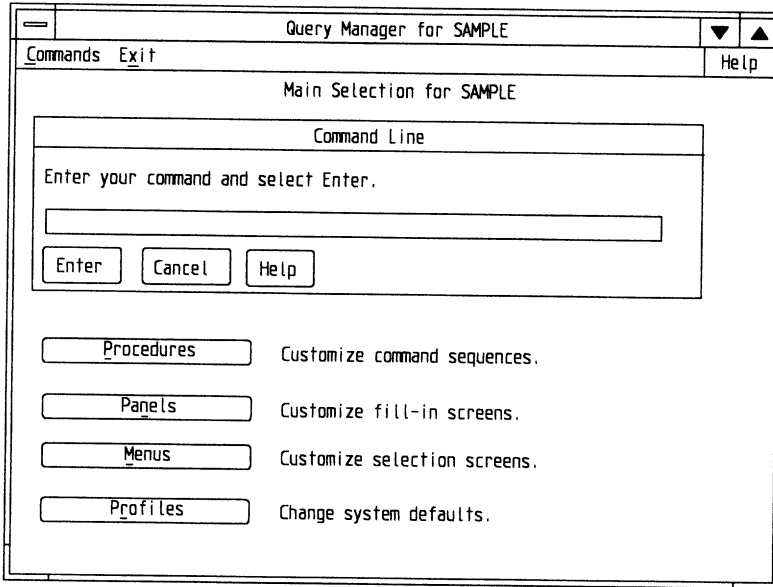 Query Manager for SAMPLE
Commands Exit Help
Main Selection for SAMPLE
Command Line
Enter your command and select Enter.
Enter Cancel Help
Procedures Customize command sequences.
Panels Customize fill-in screens.
Menus Customize selection screens.
Profiles Change system defaults.